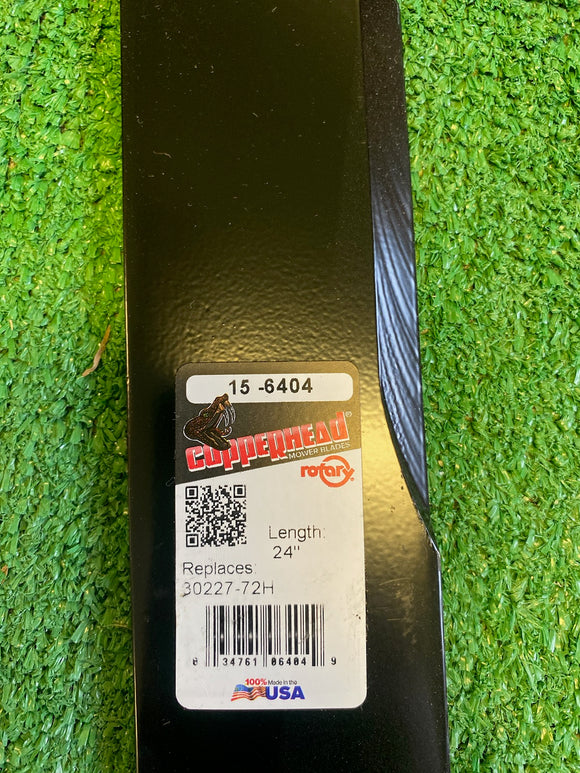 15 -6404
COPPERHEAD®
MOWER BLADES
rotary®
Length:
24"
Replaces:
30227-72H
0 34761 06404 9
100% Made in the
USA